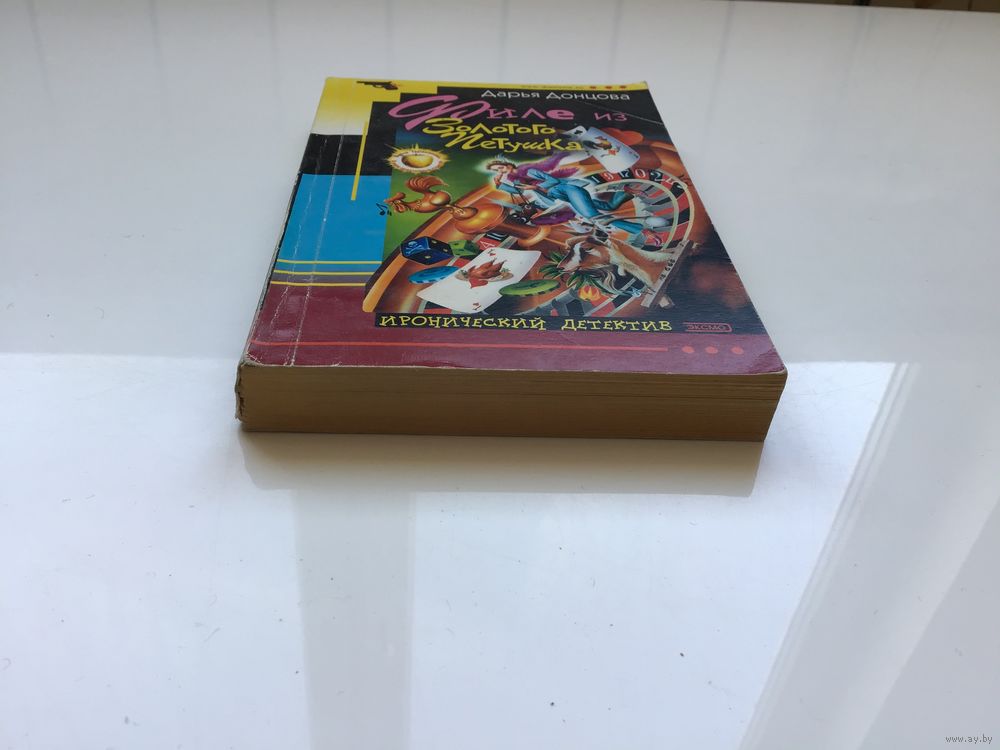 Дарья Донцова
Филе из
Золотого
Петушка
ИРОНИЧЕСКИЙ ДЕТЕКТИВ
ЭКСМО
www.ay.by